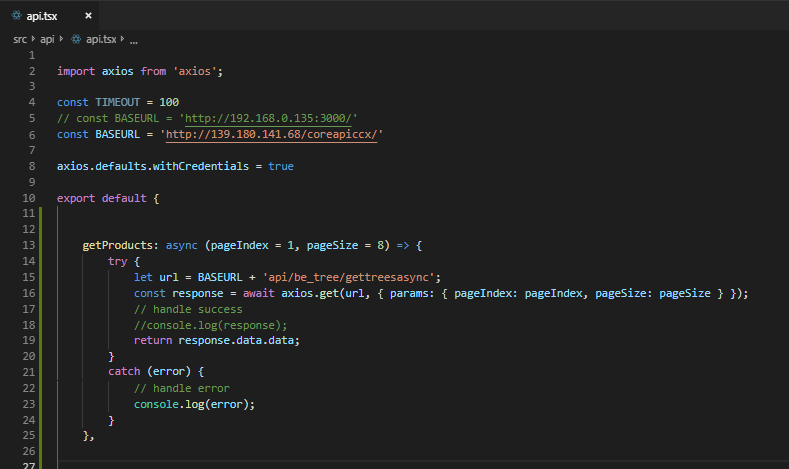 api.tsx ×
src › api › api.tsx › ...
1
2 import axios from 'axios';
3
4 const TIMEOUT = 100
5 // const BASEURL = 'http://192.168.0.135:3000/'
6 const BASEURL = 'http://139.180.141.68/coreapiccx/'
7
8 axios.defaults.withCredentials = true
9
10 export default {
11
12
13 getProducts: async (pageIndex = 1, pageSize = 8) => {
14 try {
15 let url = BASEURL + 'api/be_tree/gettreesasync';
16 const response = await axios.get(url, { params: { pageIndex: pageIndex, pageSize: pageSize } });
17 // handle success
18 //console.log(response);
19 return response.data.data;
20 }
21 catch (error) {
22 // handle error
23 console.log(error);
24 }
25 },
26
27